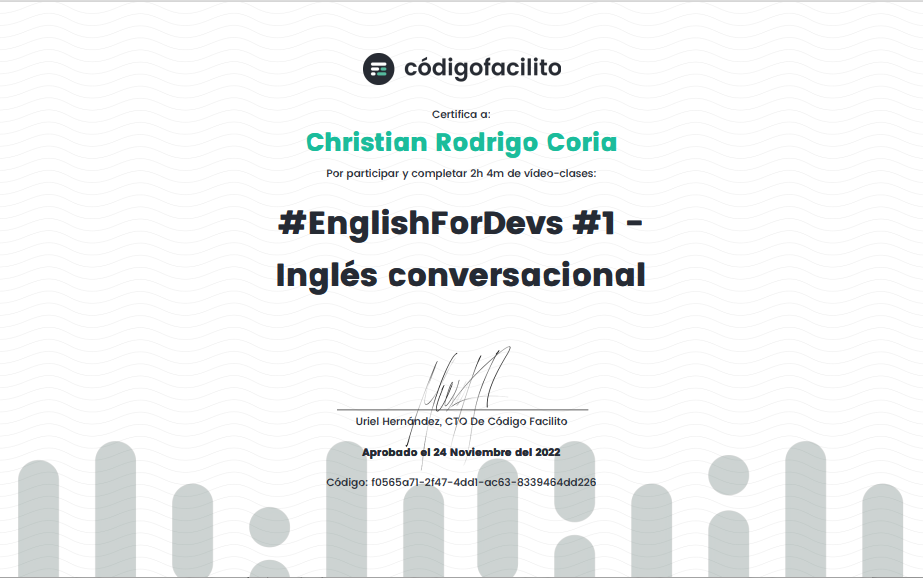 códigofacilito
Certifica a:
Christian Rodrigo Coria
Por participar y completar 2h 4m de vídeo-clases:
#EnglishForDevs #1 -
Inglés conversacional
Uriel Hernández, CTO De Código Facilito
Aprobado el 24 Noviembre del 2022
Código: f0565a71-2f47-4dd1-ac63-8339464dd226